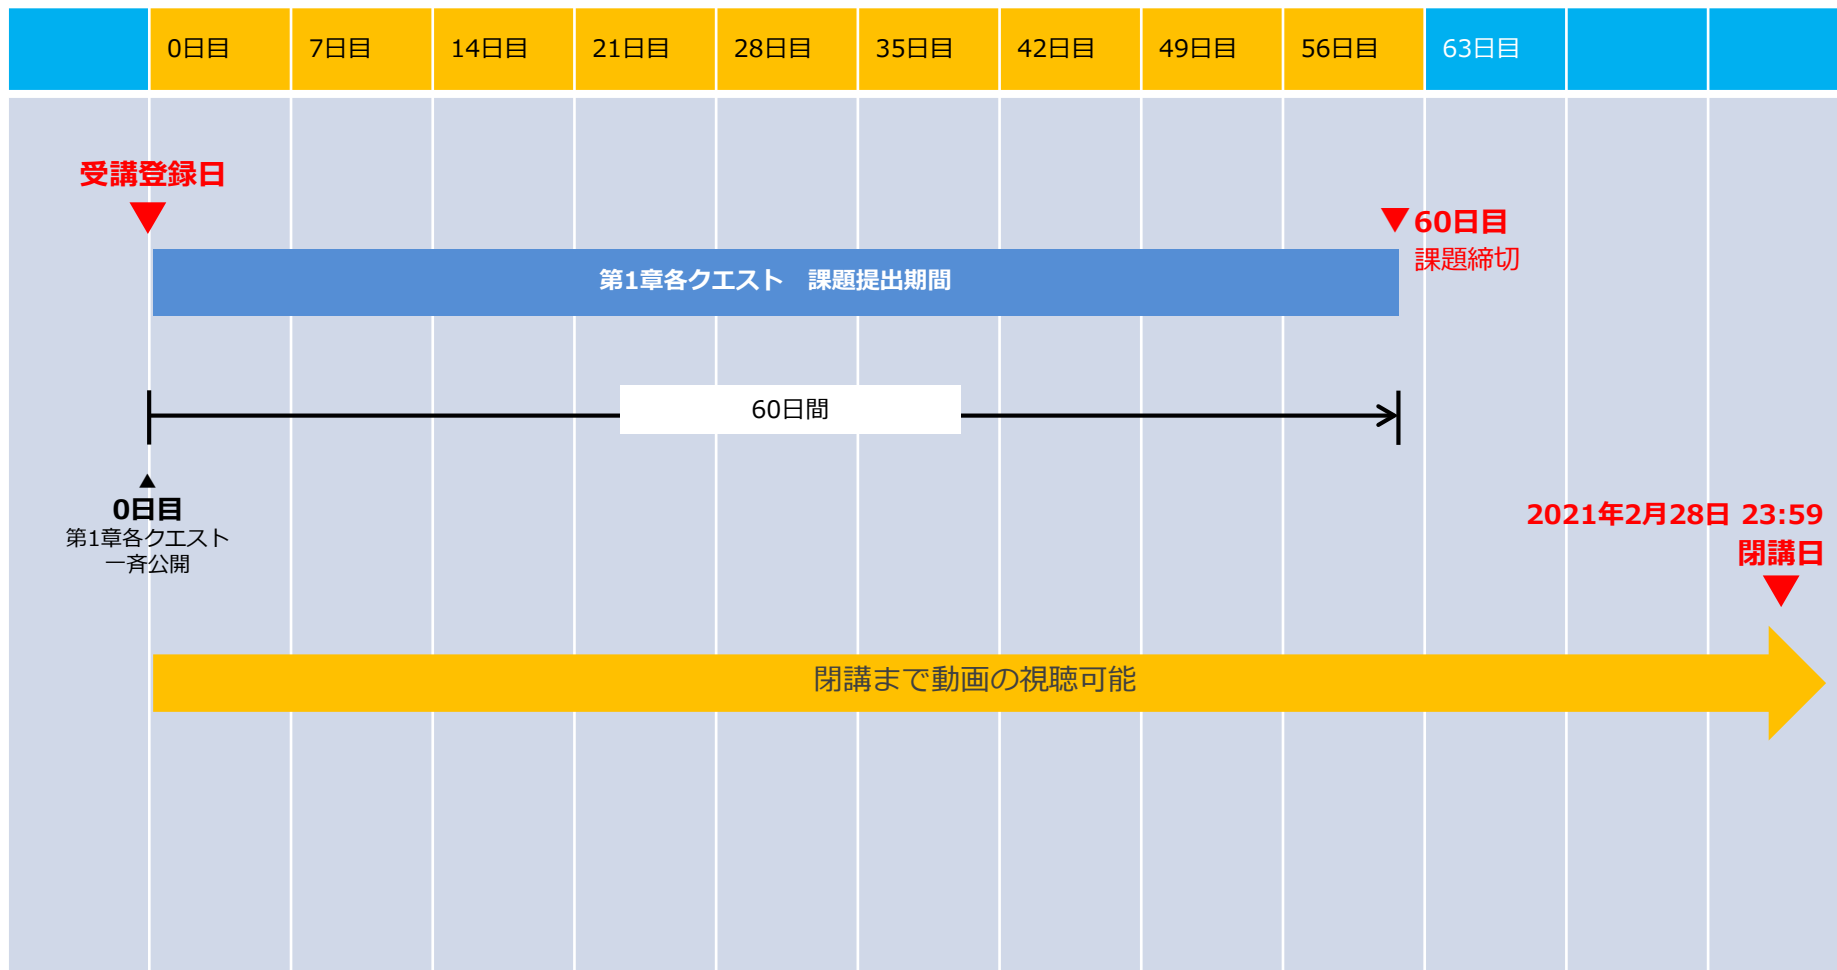 0日目
7日目
14日目
21日目
28日目
35日目
42日目
49日目
56日目
63日目
受講登録日
60日目
課題締切
第1章各クエスト　課題提出期間
60日間
0日目
第1章各クエスト
一斉公開
2021年2月28日 23:59
閉講日
閉講まで動画の視聴可能